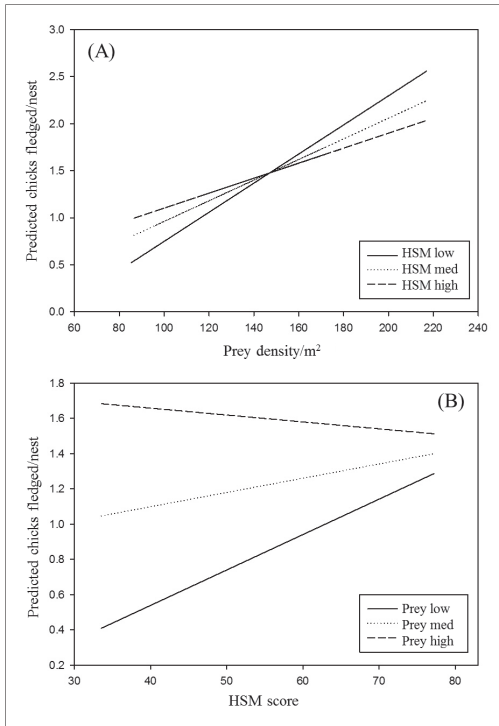 (A)
Predicted chicks fledged/nest
3.0
2.5
2.0
1.5
1.0
0.5
0.0
HSM low
HSM med
HSM high
60 80 100 120 140 160 180 200 220 240
Prey density/m²
(B)
Predicted chicks fledged/nest
1.8
1.6
1.4
1.2
1.0
0.8
0.6
0.4
0.2
Prey low
Prey med
Prey high
30 40 50 60 70 80
HSM score